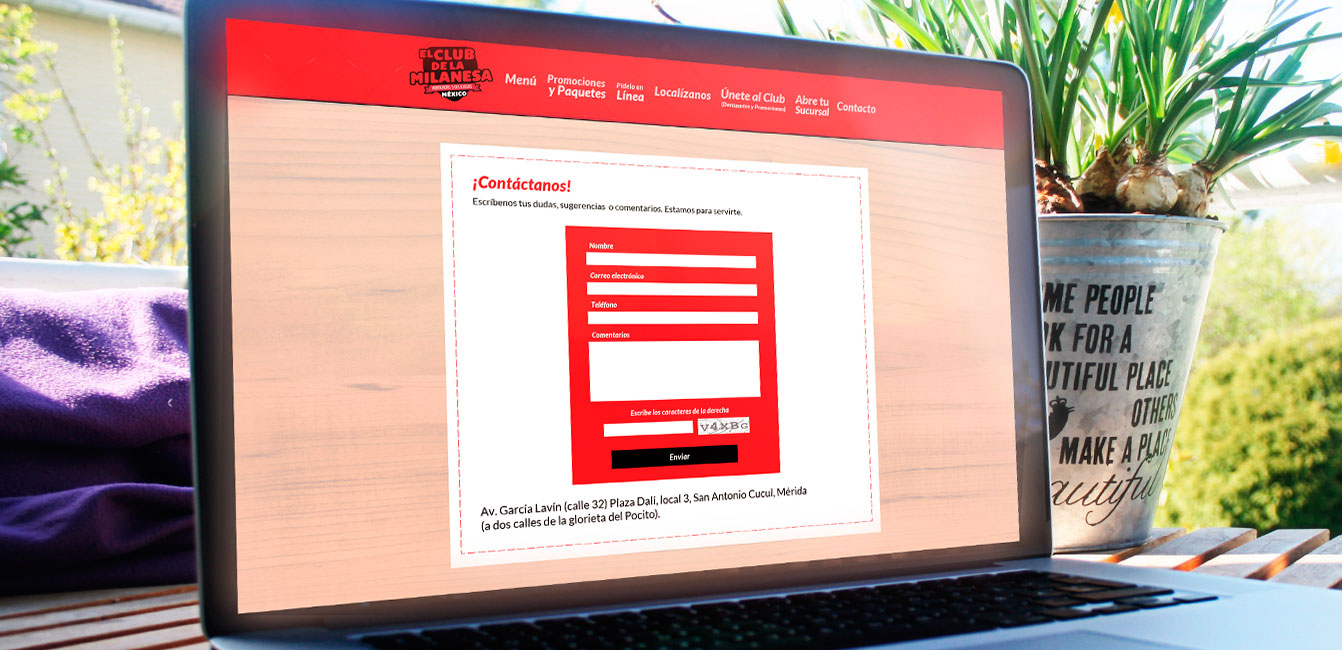 EL CLUB
DE LA
MILANESA
MÉXICO
Menú
Promociones
y Paquetes
Pídelo en
Línea
Localízanos
Únete al Club
(Descuentos y Promociones)
Abre tu
Sucursal
Contacto
¡Contáctanos!
Escríbenos tus dudas, sugerencias o comentarios. Estamos para servirte.
Nombre
Correo electrónico
Teléfono
Comentarios
Escribe los caracteres de la derecha
V4XBG
Enviar
Av. García Lavín (calle 32) Plaza Dalí, local 3, San Antonio Cucul, Mérida
(a dos calles de la glorieta del Pocito).
ME PEOPLE
K FOR A
UTIFUL PLACE
OTHERS
MAKE A PLAC
autiful